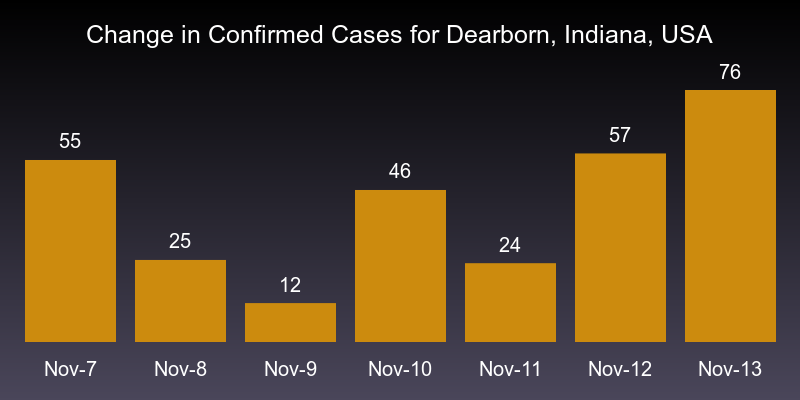 Change in Confirmed Cases for Dearborn, Indiana, USA
55
25
12
46
24
57
76
Nov-7
Nov-8
Nov-9
Nov-10
Nov-11
Nov-12
Nov-13